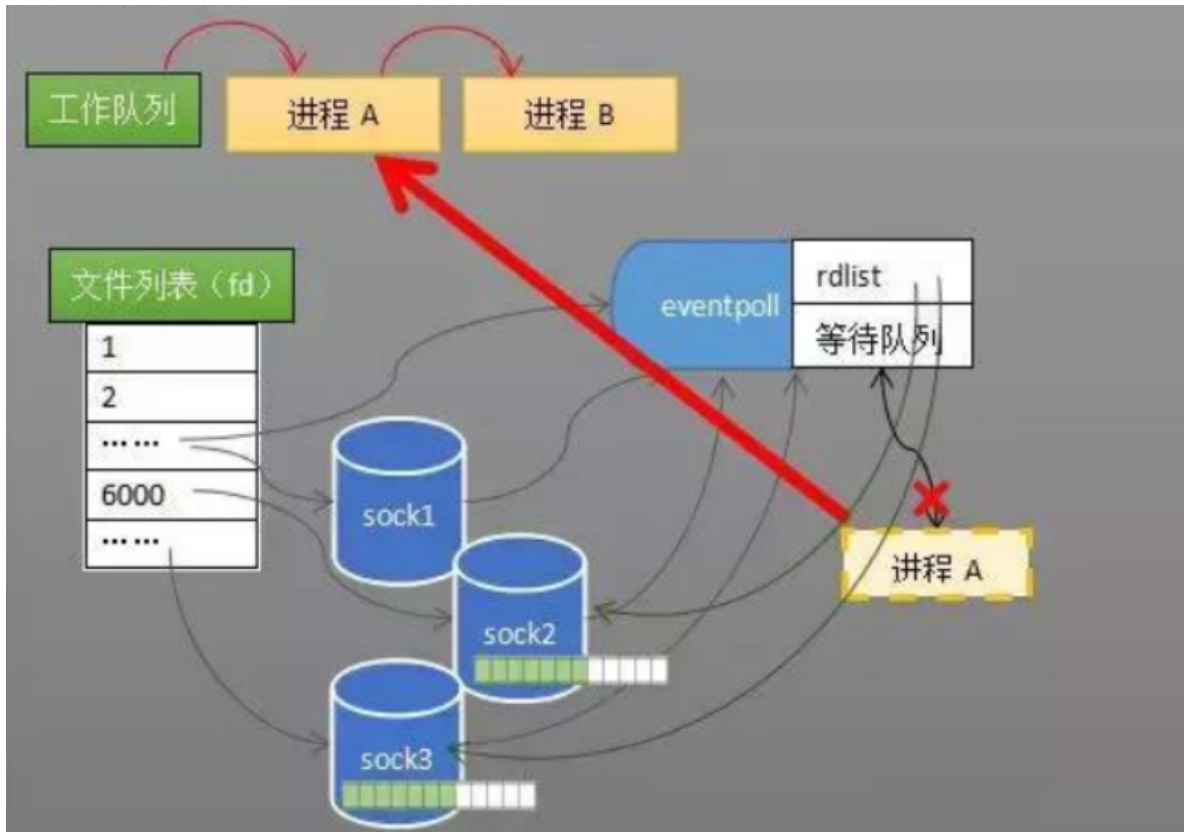 工作队列
进程 A
进程 B
文件列表（fd）
1
2
……
6000
……
eventpoll
rdlist
等待队列
sock1
sock2
sock3
进程 A